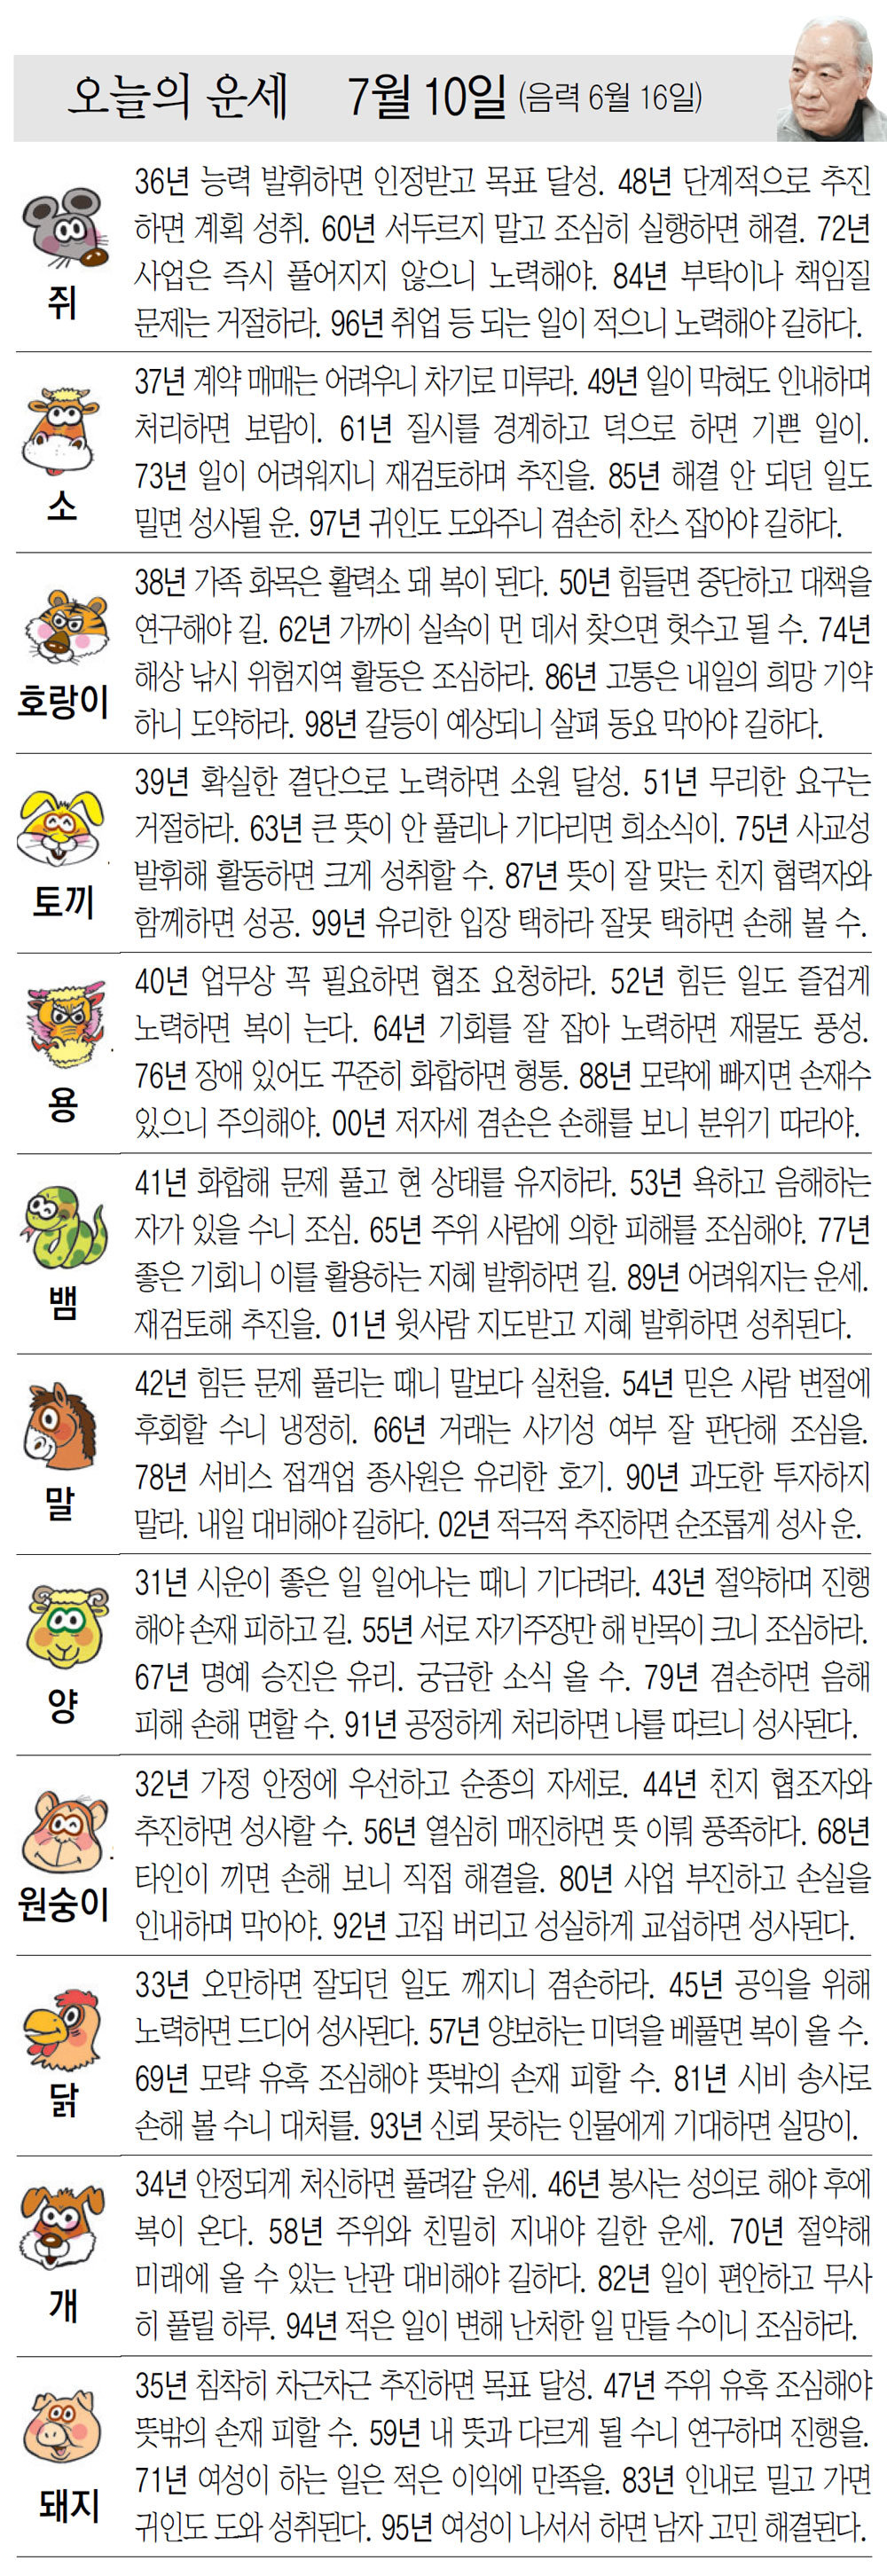 오늘의 운세 7월 10일 (음력 6월 16일)
쥐
36년 능력 발휘하면 인정받고 목표 달성. 48년 단계적으로 추진
하면 계획 성취. 60년 서두르지 말고 조심히 실행하면 해결. 72년
사업은 즉시 풀어지지 않으니 노력해야. 84년 부탁이나 책임질
문제는 거절하라. 96년 취업 등 되는 일이 적으니 노력해야 길하다.
소
37년 계약 매매는 어려우니 차기로 미루라. 49년 일이 막혀도 인내하며
처리하면 보람이. 61년 질시를 경계하고 덕으로 하면 기쁜 일이.
73년 일이 어려워지니 재검토하며 추진을. 85년 해결 안 되던 일도
밀면 성사될 운. 97년 귀인도 도와주니 겸손히 찬스 잡아야 길하다.
호랑이
38년 가족 화목은 활력소 돼 복이 된다. 50년 힘들면 중단하고 대책을
연구해야 길. 62년 가까이 실속이 먼 데서 찾으면 헛수고 될 수. 74년
해상 낚시 위험지역 활동은 조심하라. 86년 고통은 내일의 희망 기약
하니 도약하라. 98년 갈등이 예상되니 살펴 동요 막아야 길하다.
토끼
39년 확실한 결단으로 노력하면 소원 달성. 51년 무리한 요구는
거절하라. 63년 큰 뜻이 안 풀리나 기다리면 희소식이. 75년 사교성
발휘해 활동하면 크게 성취할 수. 87년 뜻이 잘 맞는 친지 협력자와
함께하면 성공. 99년 유리한 입장 택하라 잘못 택하면 손해 볼 수.
용
40년 업무상 꼭 필요하면 협조 요청하라. 52년 힘든 일도 즐겁게
노력하면 복이 는다. 64년 기회를 잘 잡아 노력하면 재물도 풍성.
76년 장애 있어도 꾸준히 화합하면 형통. 88년 모략에 빠지면 손재수
있으니 주의해야. 00년 저자세 겸손은 손해를 보니 분위기 따라야.
뱀
41년 화합해 문제 풀고 현 상태를 유지하라. 53년 욕하고 음해하는
자가 있을 수니 조심. 65년 주위 사람에 의한 피해를 조심해야. 77년
좋은 기회니 이를 활용하는 지혜 발휘하면 길. 89년 어려워지는 운세.
재검토해 추진을. 01년 윗사람 지도받고 지혜 발휘하면 성취된다.
말
42년 힘든 문제 풀리는 때니 말보다 실천을. 54년 믿은 사람 변절에
후회할 수니 냉정히. 66년 거래는 사기성 여부 잘 판단해 조심을.
78년 서비스 접객업 종사원은 유리한 호기. 90년 과도한 투자하지
말라. 내일 대비해야 길하다. 02년 적극적 추진하면 순조롭게 성사 운.
양
31년 시운이 좋은 일 일어나는 때니 기다려라. 43년 절약하며 진행
해야 손재 피하고 길. 55년 서로 자기주장만 해 반목이 크니 조심하라.
67년 명예 승진은 유리. 궁금한 소식 올 수. 79년 겸손하면 음해
피해 손해 면할 수. 91년 공정하게 처리하면 나를 따르니 성사된다.
원숭이
32년 가정 안정에 우선하고 순종의 자세로. 44년 친지 협조자와
추진하면 성사할 수. 56년 열심히 매진하면 뜻 이뤄 풍족하다. 68년
타인이 끼면 손해 보니 직접 해결을. 80년 사업 부진하고 손실을
인내하며 막아야. 92년 고집 버리고 성실하게 교섭하면 성사된다.
닭
33년 오만하면 잘되던 일도 깨지니 겸손하라. 45년 공익을 위해
노력하면 드디어 성사된다. 57년 양보하는 미덕을 베풀면 복이 올 수.
69년 모략 유혹 조심해야 뜻밖의 손재 피할 수. 81년 시비 송사로
손해 볼 수니 대처를. 93년 신뢰 못하는 인물에게 기대하면 실망이.
개
34년 안정되게 처신하면 풀려갈 운세. 46년 봉사는 성의로 해야 후에
복이 온다. 58년 주위와 친밀히 지내야 길한 운세. 70년 절약해
미래에 올 수 있는 난관 대비해야 길하다. 82년 일이 편안하고 무사
히 풀릴 하루. 94년 적은 일이 변해 난처한 일 만들 수이니 조심하라.
돼지
35년 침착히 차근차근 추진하면 목표 달성. 47년 주위 유혹 조심해야
뜻밖의 손재 피할 수. 59년 내 뜻과 다르게 될 수니 연구하며 진행을.
71년 여성이 하는 일은 적은 이익에 만족을. 83년 인내로 밀고 가면
귀인도 도와 성취된다. 95년 여성이 나서서 하면 남자 고민 해결된다.